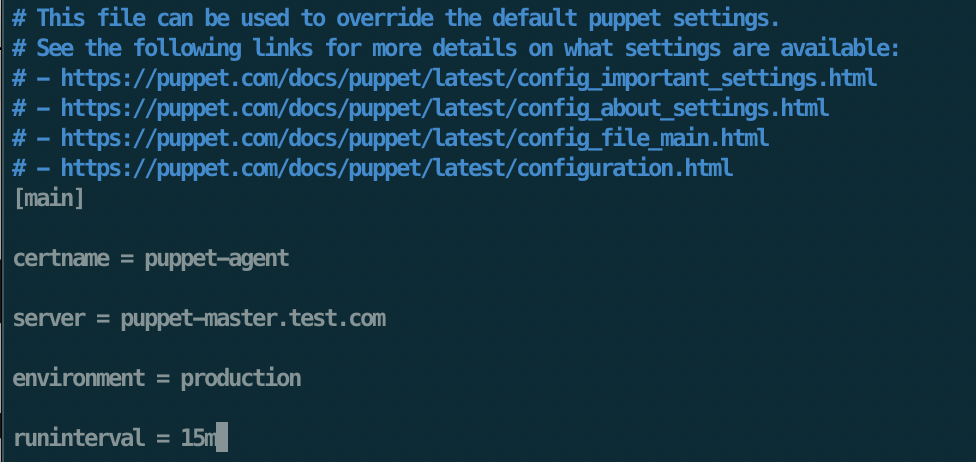 # This file can be used to override the default puppet settings.
# See the following links for more details on what settings are available:
# - https://puppet.com/docs/puppet/latest/config_important_settings.html
# - https://puppet.com/docs/puppet/latest/config_about_settings.html
# - https://puppet.com/docs/puppet/latest/config_file_main.html
# - https://puppet.com/docs/puppet/latest/configuration.html
[main]
certname = puppet-agent
server = puppet-master.test.com
environment = production
runinterval = 15m